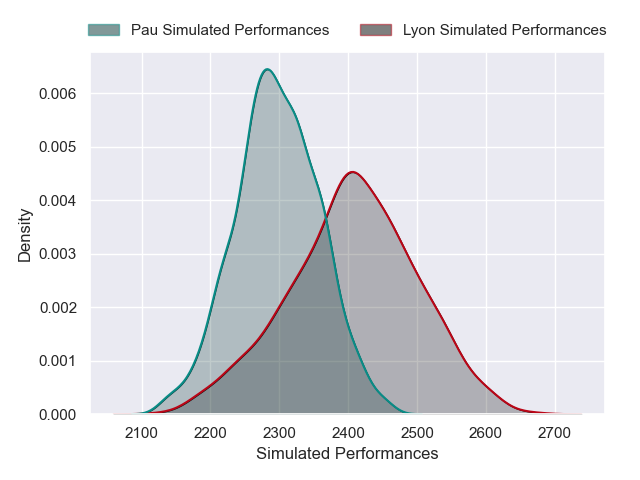 Pau Simulated Performances Lyon Simulated Performances
0.006
0.005
0.004
0.003
0.002
0.001
0.000
Density
2100 2200 2300 2400 2500 2600 2700
Simulated Performances